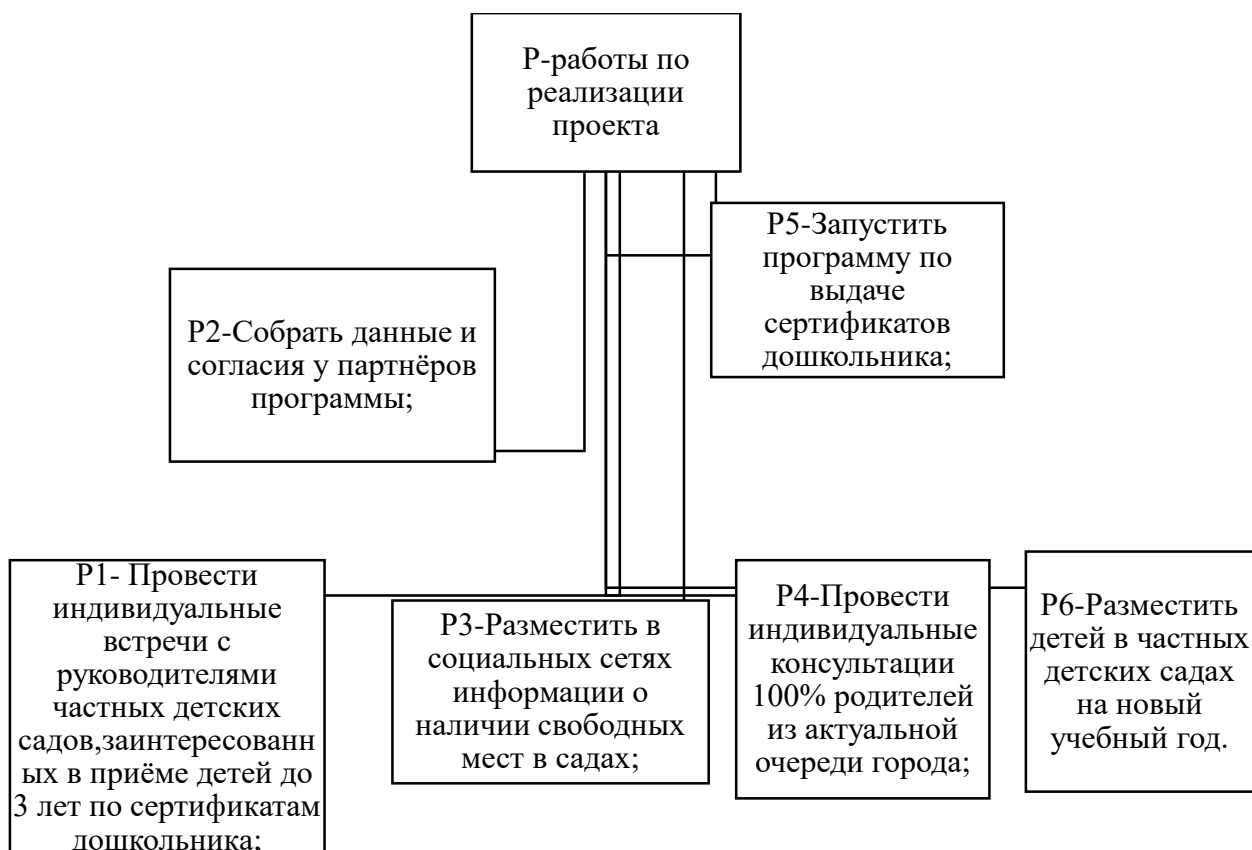 Р-работы по
реализации
проекта
Р5-Запустить
программу по
выдаче
сертификатов
дошкольника;
Р2-Собрать данные и
согласия у партнёров
программы;
Р1- Провести
индивидуальные
встречи с
руководителями
частных детских
садов,заинтересованн
ых в приёме детей до
3 лет по сертификатам
дошкольника;
Р3-Разместить в
социальных сетях
информации о
наличии свободных
мест в садах;
Р4-Провести
индивидуальные
консультации
100% родителей
из актуальной
очереди города;
Р6-Разместить
детей в частных
детских садах
на новый
учебный год.